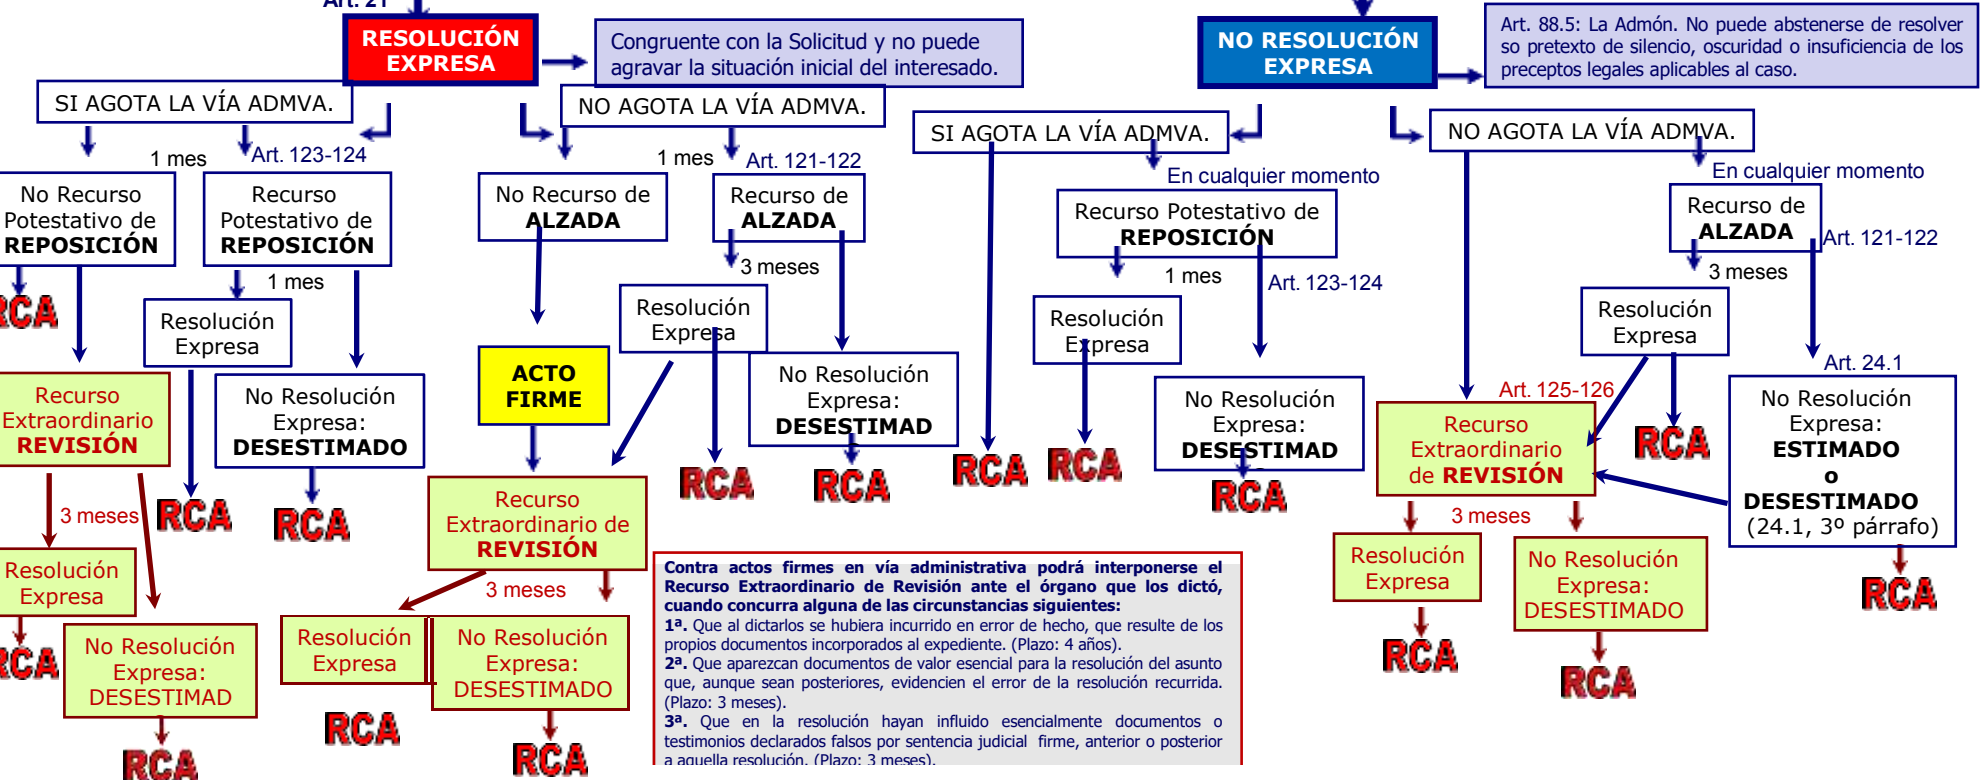 Art. 21
RESOLUCIÓN
EXPRESA
Congruente con la Solicitud y no puede
agravar la situación inicial del interesado.
SI AGOTA LA VÍA ADMVA.
NO AGOTA LA VÍA ADMVA.
1 mes
Art. 123-124
No Recurso
Potestativo de
REPOSICIÓN
Recurso
Potestativo de
REPOSICIÓN
RCA
1 mes
Resolución
Expresa
No Resolución
Expresa:
DESESTIMADO
RCA
RCA
Recurso
Extraordinario
REVISIÓN
3 meses
Resolución
Expresa
RCA
No Resolución
Expresa:
DESESTIMAD
RCA
1 mes
Art. 121-122
No Recurso de
ALZADA
Recurso de
ALZADA
3 meses
Resolución
Expresa
No Resolución
Expresa:
DESESTIMAD
RCA
RCA
ACTO
FIRME
Recurso
Extraordinario de
REVISIÓN
3 meses
Resolución
Expresa
No Resolución
Expresa:
DESESTIMADO
RCA
RCA
Contra actos firmes en vía administrativa podrá interponerse el
Recurso Extraordinario de Revisión ante el órgano que los dictó,
cuando concurra alguna de las circunstancias siguientes:
1ª. Que al dictarlos se hubiera incurrido en error de hecho, que resulte de los
propios documentos incorporados al expediente. (Plazo: 4 años).
2ª. Que aparezcan documentos de valor esencial para la resolución del asunto
que, aunque sean posteriores, evidencien el error de la resolución recurrida.
(Plazo: 3 meses).
3ª. Que en la resolución hayan influido esencialmente documentos o
testimonios declarados falsos por sentencia judicial firme, anterior o posterior
a aquella resolución. (Plazo: 3 meses).
NO RESOLUCIÓN
EXPRESA
Art. 88.5: La Admón. No puede abstenerse de resolver
so pretexto de silencio, oscuridad o insuficiencia de los
preceptos legales aplicables al caso.
SI AGOTA LA VÍA ADMVA.
NO AGOTA LA VÍA ADMVA.
En cualquier momento
Recurso Potestativo de
REPOSICIÓN
1 mes
Art. 123-124
Resolución
Expresa
No Resolución
Expresa:
DESESTIMAD
RCA
RCA
RCA
En cualquier momento
Recurso de
ALZADA
Art. 121-122
3 meses
Resolución
Expresa
Art. 24.1
No Resolución
Expresa:
ESTIMADO
o
DESESTIMADO
(24.1, 3º párrafo)
RCA
RCA
Art. 125-126
Recurso
Extraordinario
de REVISIÓN
3 meses
Resolución
Expresa
No Resolución
Expresa:
DESESTIMADO
RCA
RCA